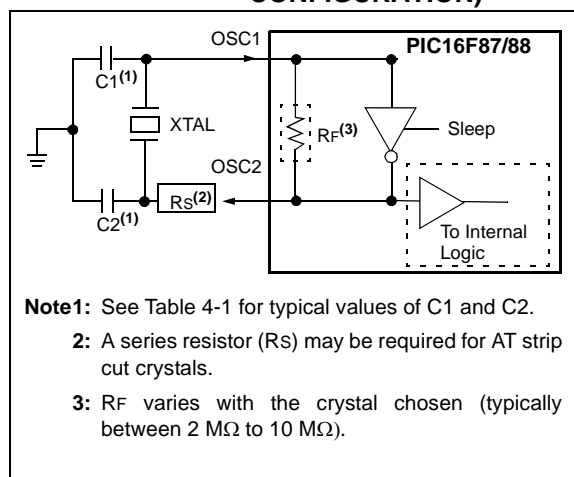 CONFIGURATION)
OSC1
PIC16F87/88
C1(1)
XTAL
RF(3)
Sleep
OSC2
C2(1)
RS(2)
To Internal
Logic
Note1: See Table 4-1 for typical values of C1 and C2.
2: A series resistor (RS) may be required for AT strip
cut crystals.
3: RF varies with the crystal chosen (typically
between 2 MΩ to 10 MΩ).